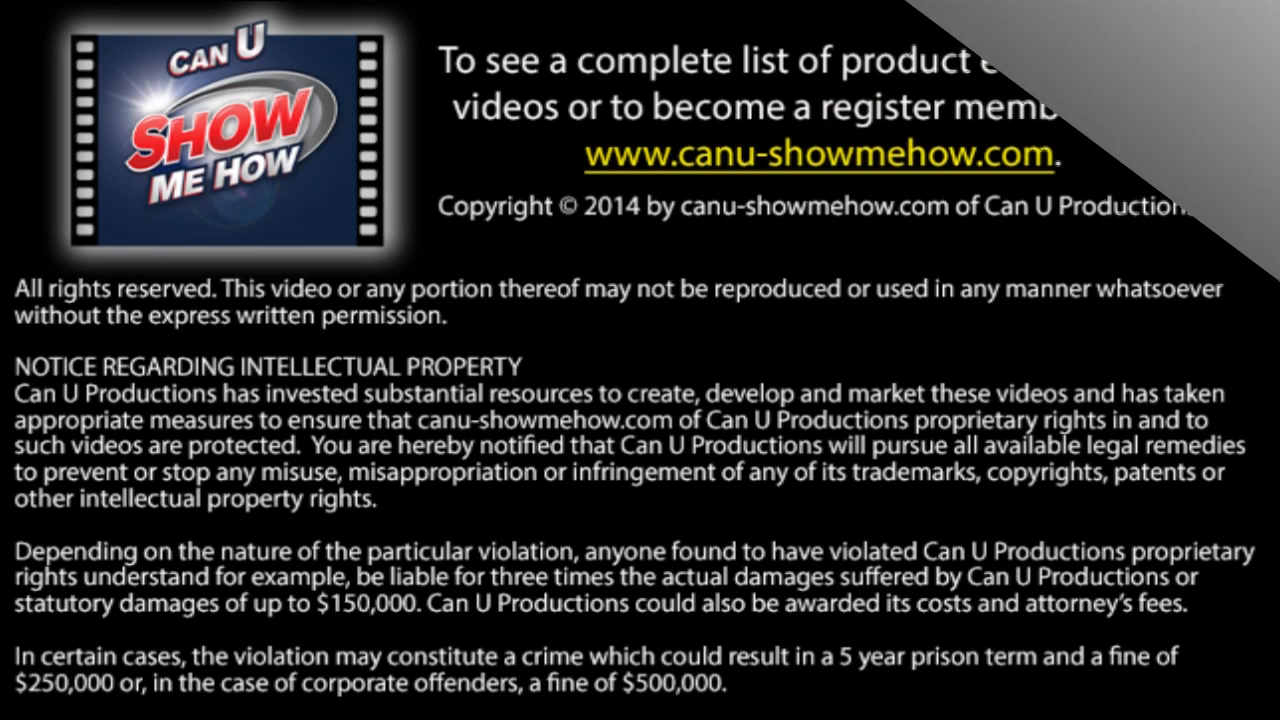 CAN U
SHOW
ME HOW
To see a complete list of product
videos or to become a register
www.canu-showmehow.com.
Copyright © 2014 by canu-showmehow.com of Can U
All rights reserved. This video or any portion thereof may not be reproduced or used in any manner whatsoever
without the express written permission.
NOTICE REGARDING INTELLECTUAL PROPERTY
Can U Productions has invested substantial resources to create, develop and market these videos and has taken
appropriate measures to ensure that canu-showmehow.com of Can U Productions proprietary rights in and to
such videos are protected.  You are hereby notified that Can U Productions will pursue all available legal remedies
to prevent or stop any misuse, misappropriation or infringement of any of its trademarks, copyrights, patents or
other intellectual property rights.
Depending on the nature of the particular violation, anyone found to have violated Can U Productions proprietary
rights understand for example, be liable for three times the actual damages suffered by Can U Productions or
statutory damages of up to $150,000. Can U Productions could also be awarded its costs and attorney's fees.
In certain cases, the violation may constitute a crime which could result in a 5 year prison term and a fine of
$250,000 or, in the case of corporate offenders, a fine of $500,000.